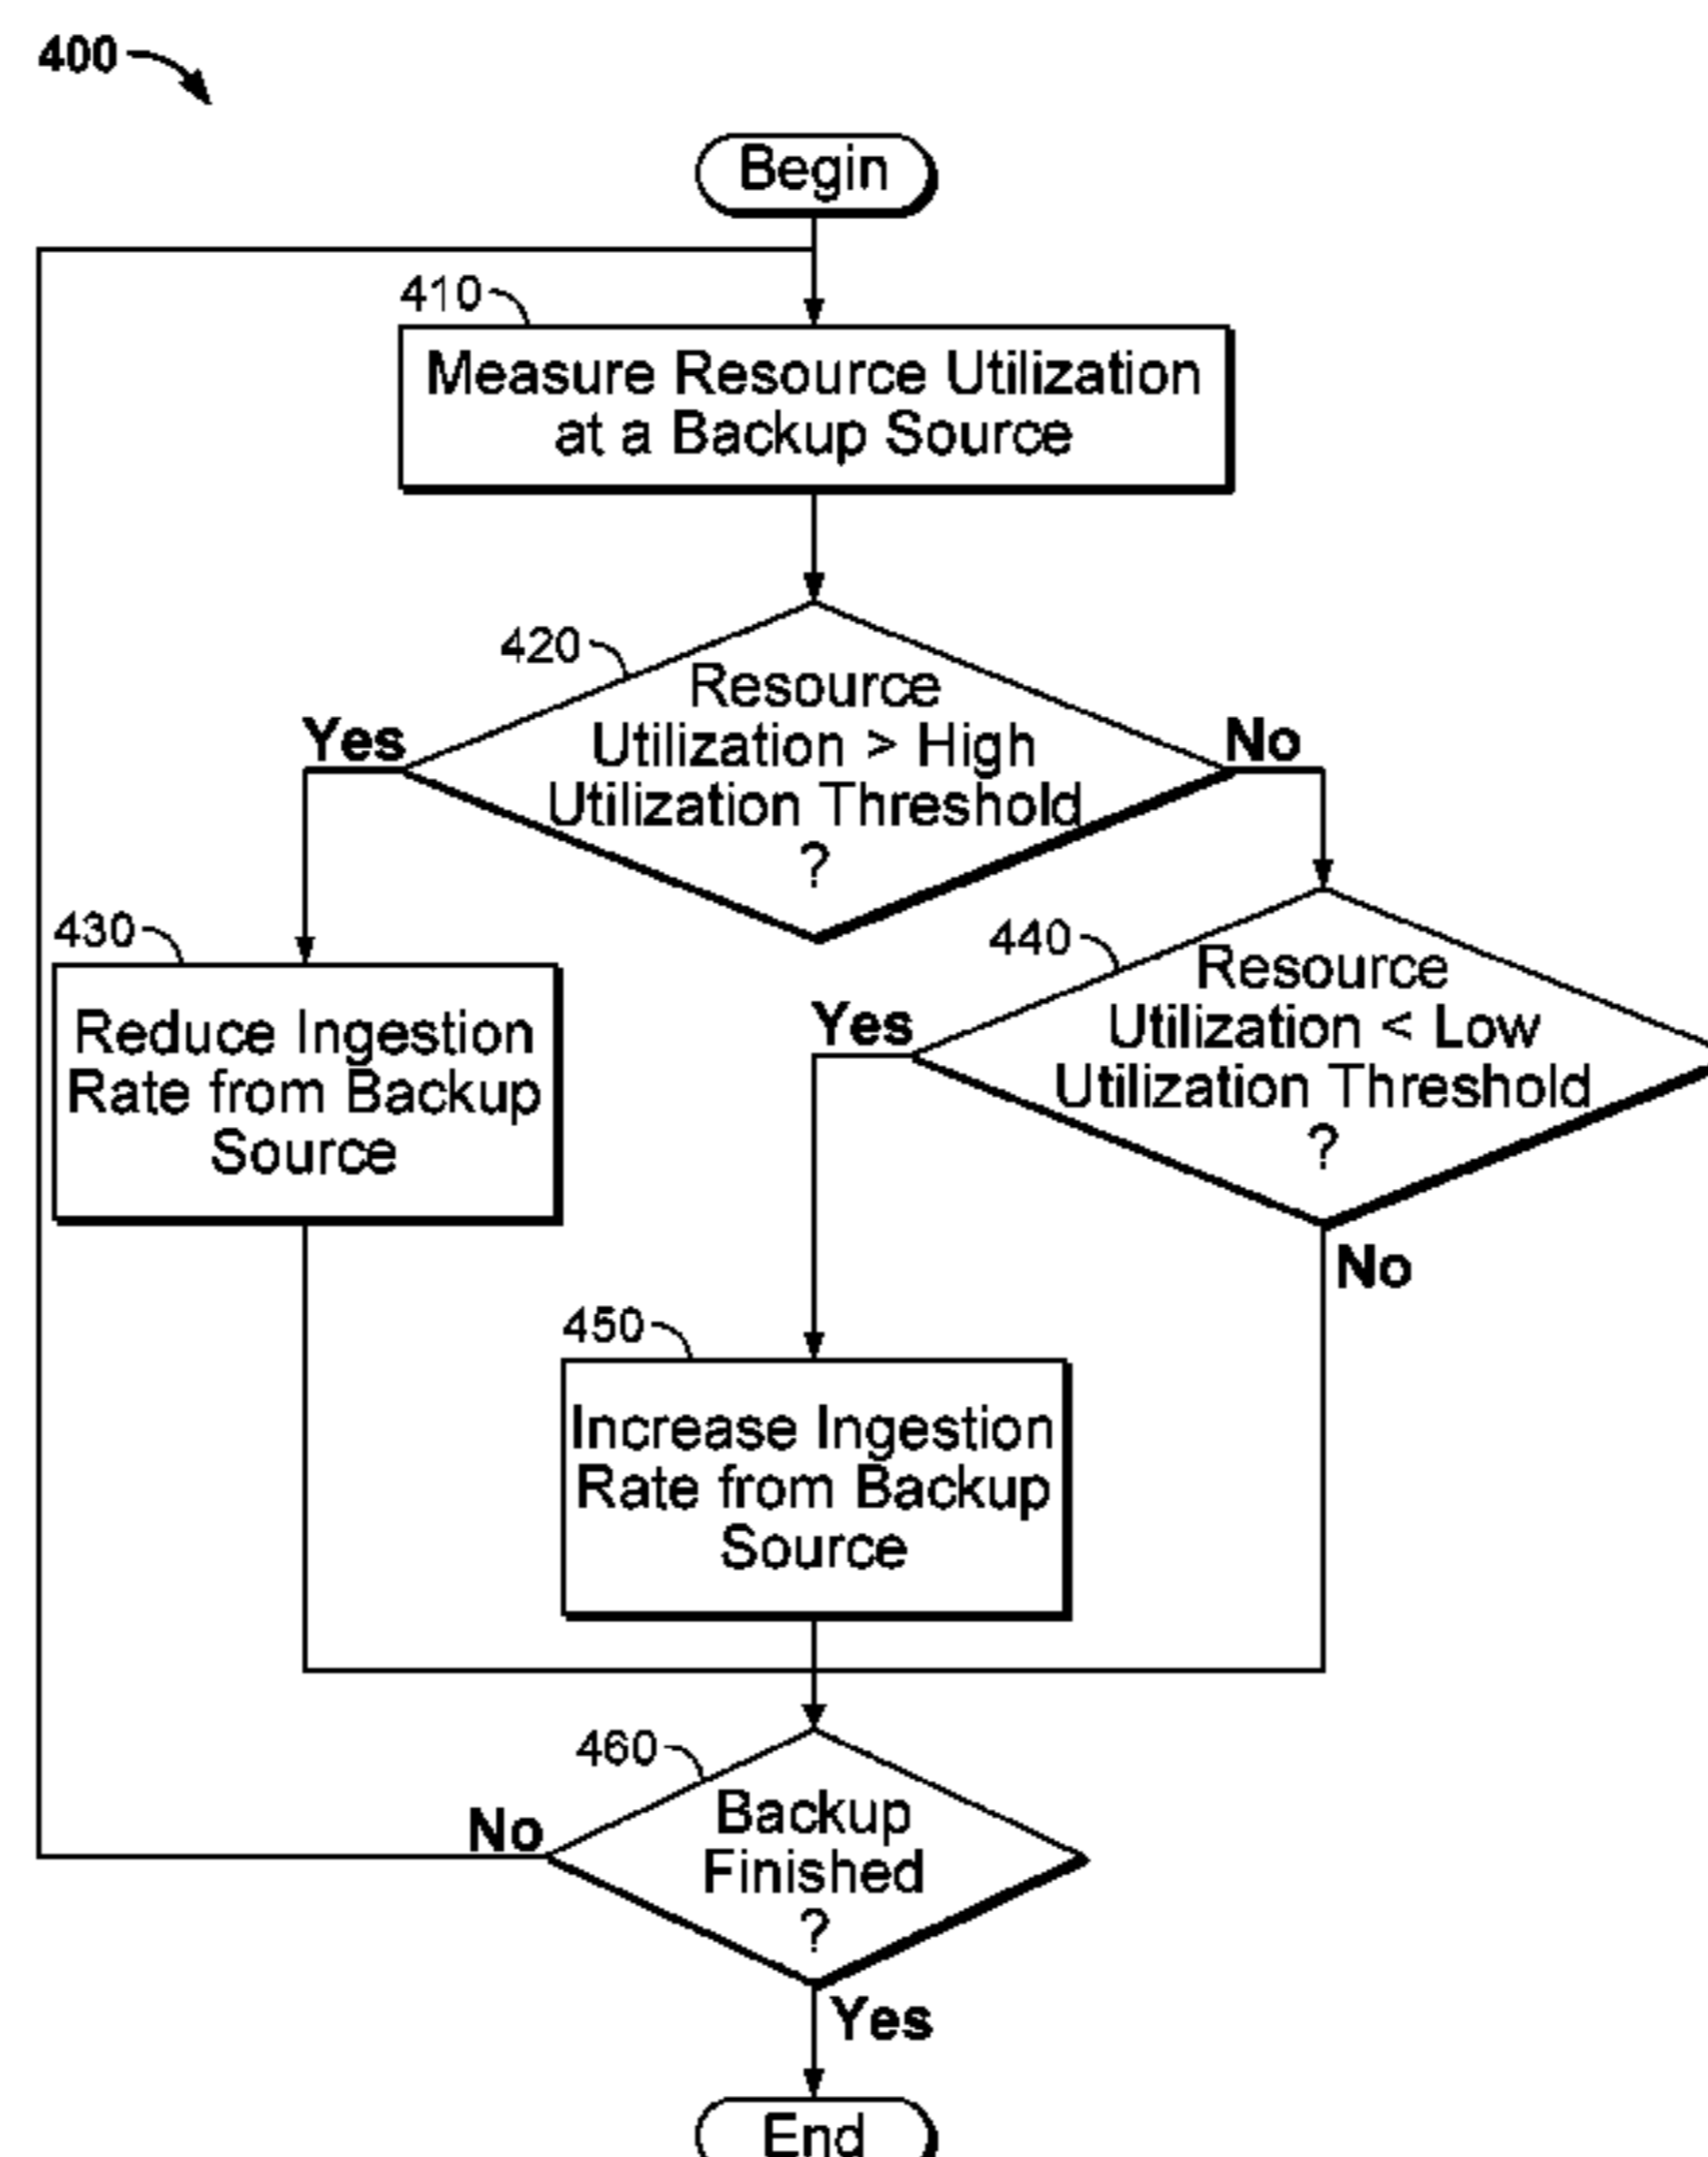 400
Begin
410
Measure Resource Utilization
at a Backup Source
420
Resource
Utilization > High
Utilization Threshold
?
Yes
No
430
Reduce Ingestion
Rate from Backup
Source
440
Resource
Utilization < Low
Utilization Threshold
?
Yes
No
450
Increase Ingestion
Rate from Backup
Source
460
Backup
Finished
?
No
Yes
End